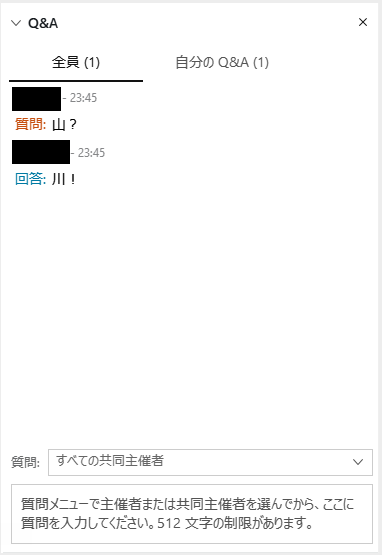 Q&A
全員 (1)
自分の Q&A (1)
- 23:45
質問: 山？
- 23:45
回答: 川！
質問:
すべての共同主催者
質問メニューで主催者または共同主催者を選んでから、ここに
質問を入力してください。512 文字の制限があります。